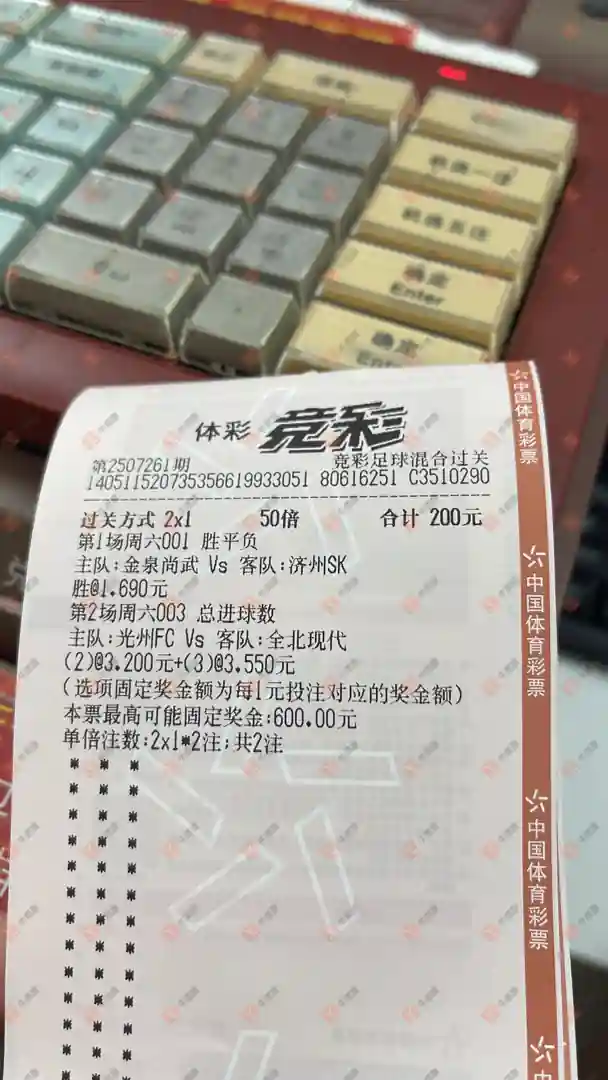 确定
Enter
确定
体彩 竞彩
第2507261期 竞彩足球混合过关
140511520735356619933051 80616251 C3510290
过关方式 2x1 50倍 合计 200元
第1场周六001 胜平负
主队:金泉尚武 Vs 客队:济州SK
胜@1.690元
第2场周六003 总进球数
主队:光州FC Vs 客队:全北现代
(2)@3.200元+(3)@3.550元
(选项固定奖金额为每1元投注对应的奖金额)
本票最高可能固定奖金:600.00元
单倍注数:2x1*2注;共2注
中国体育彩票
中国体育彩票
中国体育彩票
中